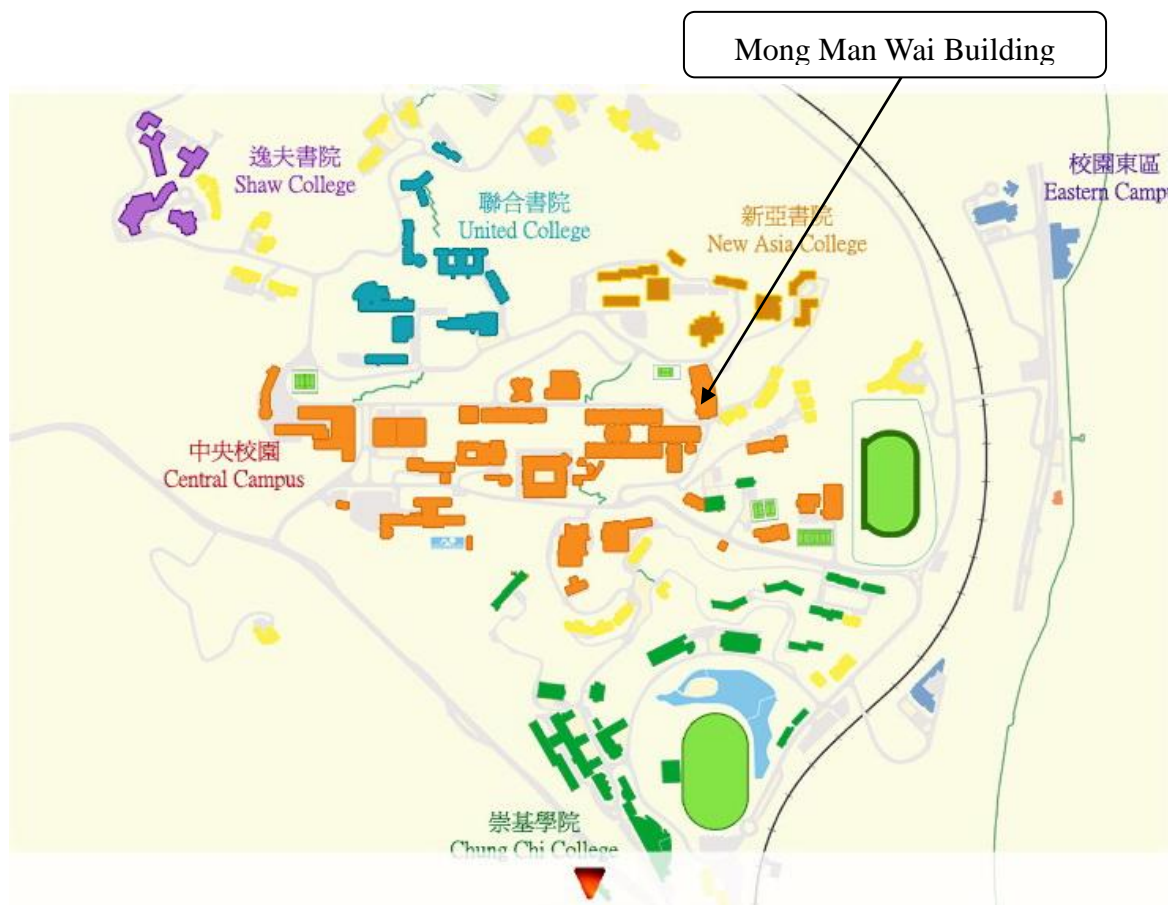 Mong Man Wai Building
逸夫書院
Shaw College
聯合書院
United College
新亞書院
New Asia College
校園東區
Eastern Campu
中央校園
Central Campus
崇基學院
Chung Chi College